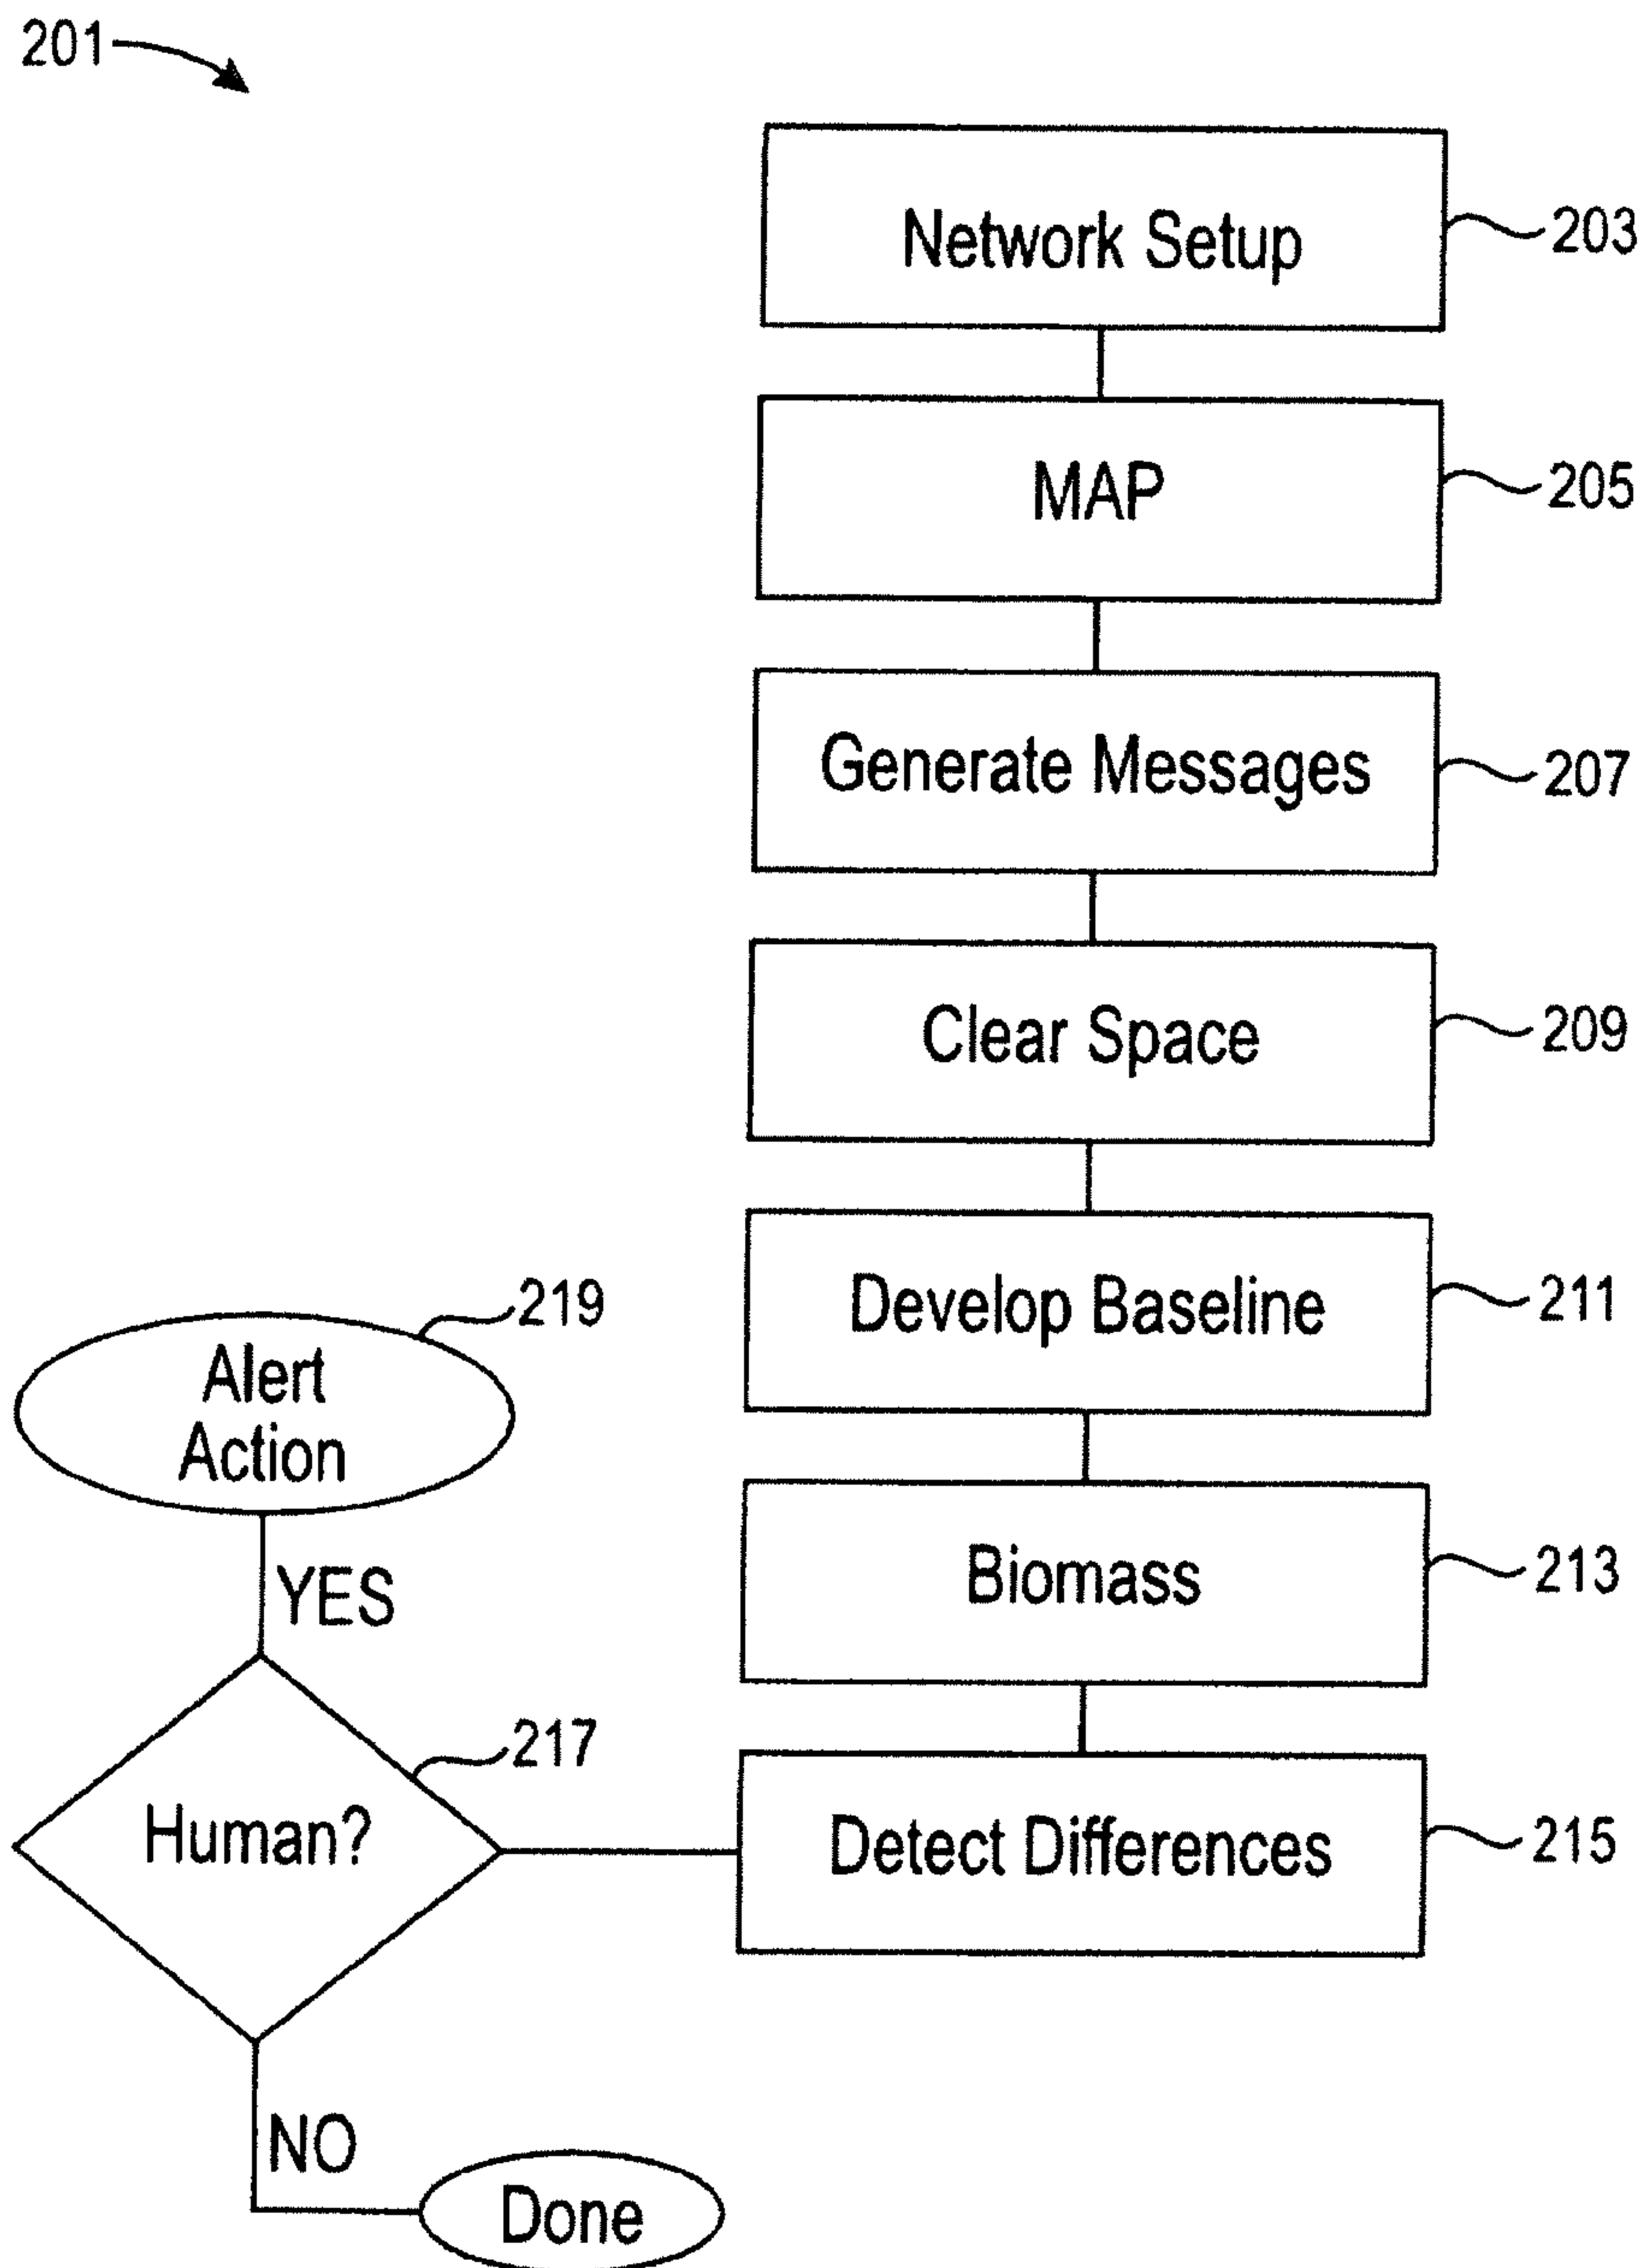 201
Network Setup
203
MAP
205
Generate Messages
207
Clear Space
209
Develop Baseline
211
219
Alert
Action
Biomass
213
YES
217
Human?
Detect Differences
215
NO
Done